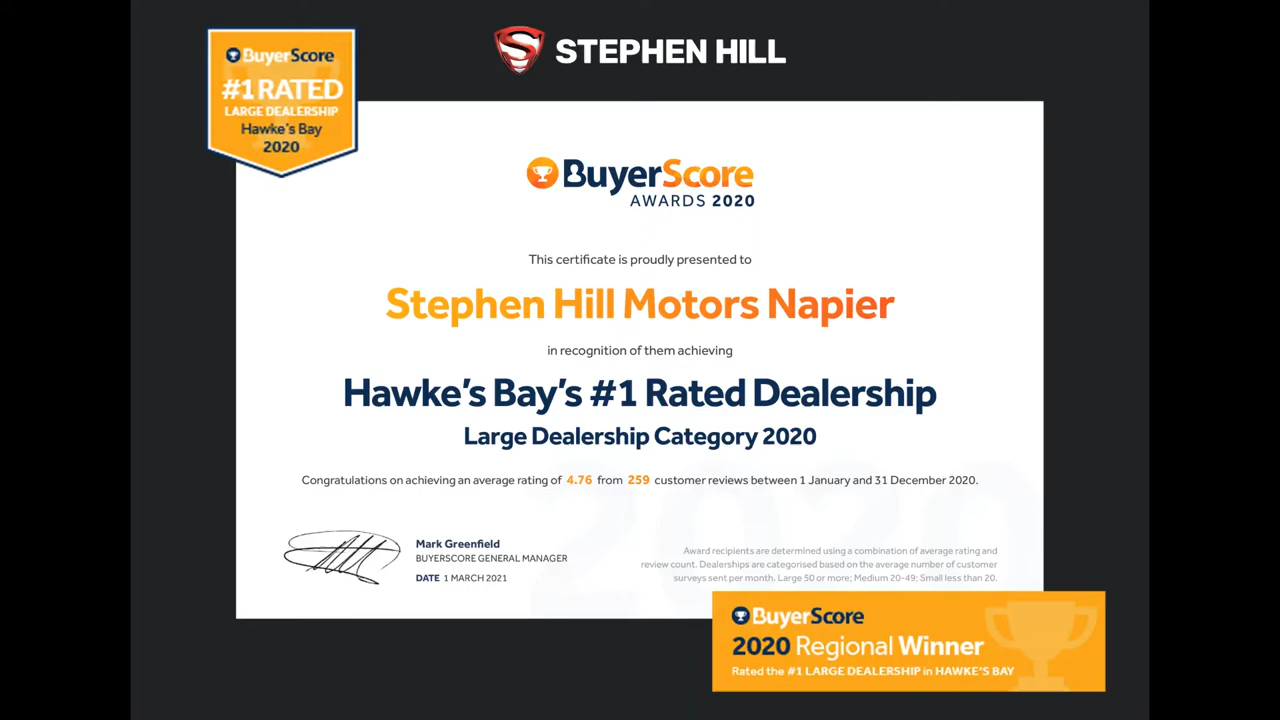 BuyerScore
#1 RATED
LARGE DEALERSHIP
Hawke's Bay
2020
STEPHEN HILL
BuyerScore
AWARDS 2020
This certificate is proudly presented to
Stephen Hill Motors Napier
in recognition of them achieving
Hawke's Bay's #1 Rated Dealership
Large Dealership Category 2020
Congratulations on achieving an average rating of 4.76 from 259 customer reviews between 1 January and 31 December 2020.
2020
Mark Greenfield
BUYERSCORE GENERAL MANAGER
DATE 1 MARCH 2021
Award recipients are determined using a combination of average rating and
review count. Dealerships are categorised based on the average number of customer
surveys sent per month. Large 50 or more; Medium 20-49; Small less than 20.
BuyerScore
2020 Regional Winner
Rated the #1 LARGE DEALERSHIP in HAWKE'S BAY